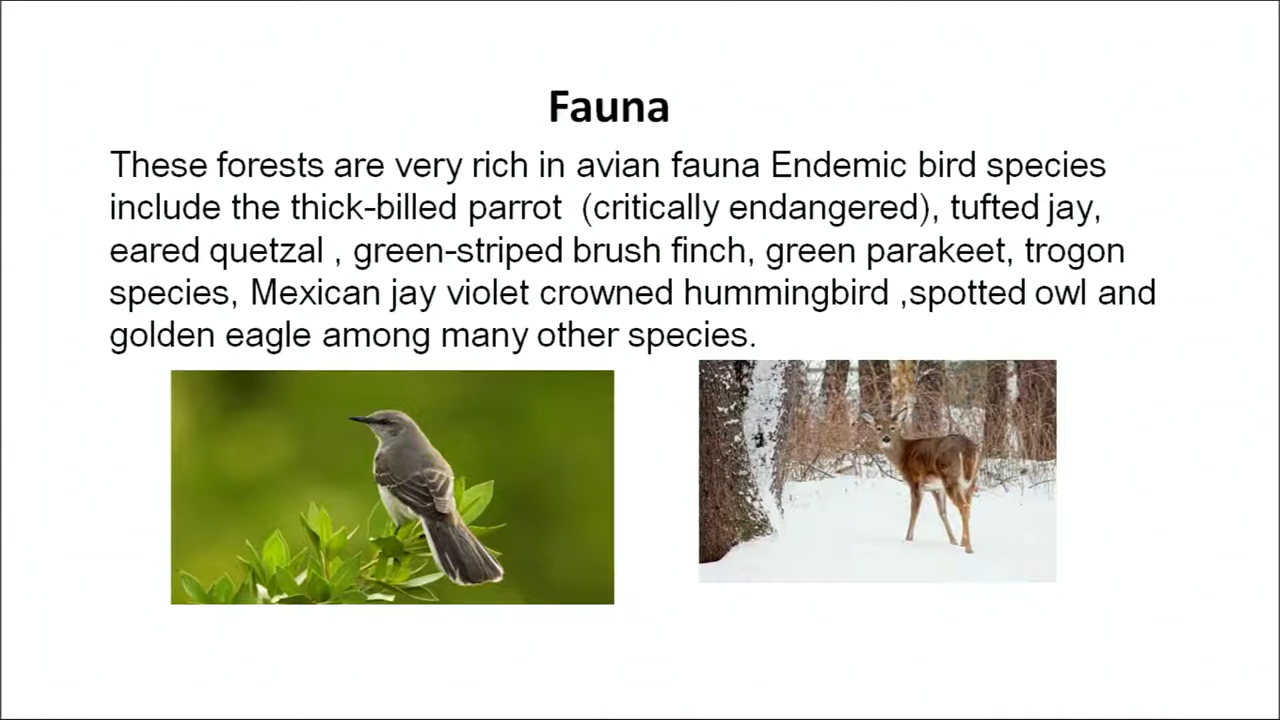 Fauna
These forests are very rich in avian fauna Endemic bird species
include the thick-billed parrot  (critically endangered), tufted jay,
eared quetzal , green-striped brush finch, green parakeet, trogon
species, Mexican jay violet crowned hummingbird ,spotted owl and
golden eagle among many other species.